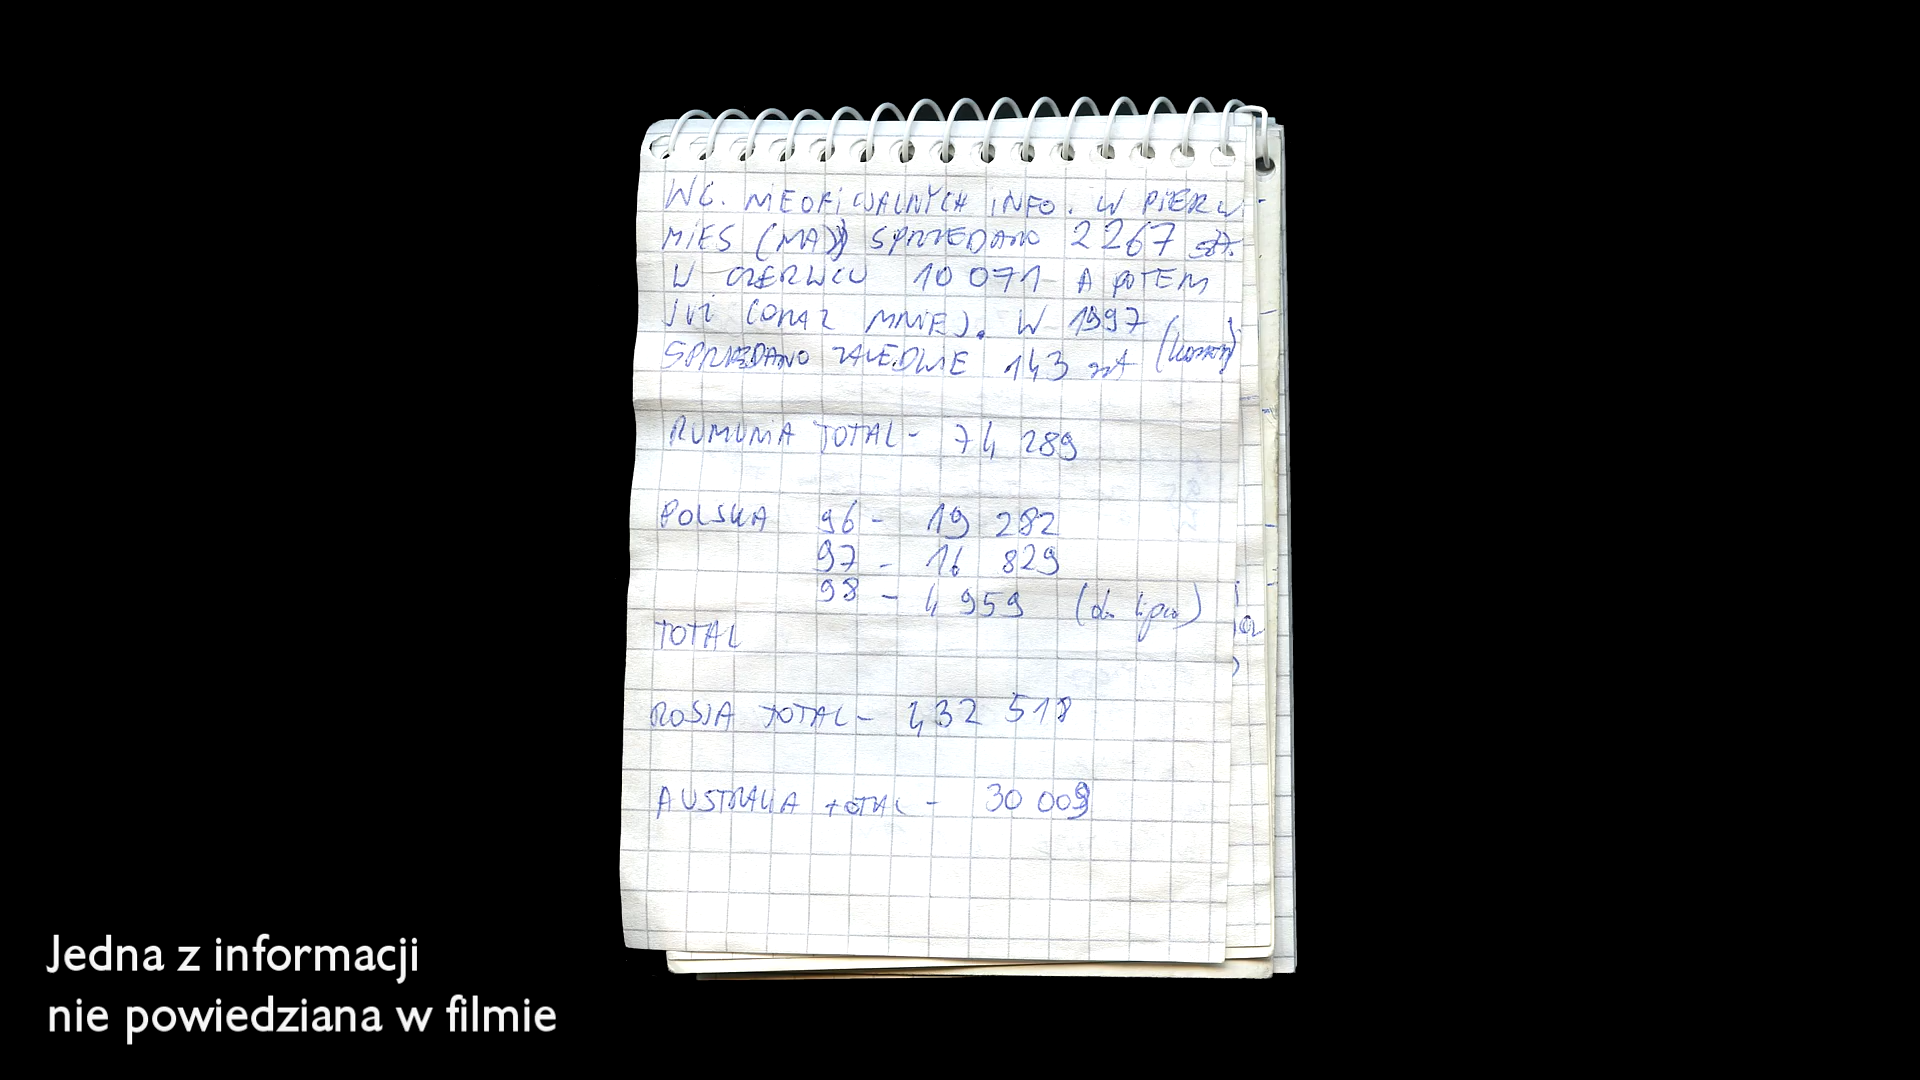 WG. NIEOFICJALNYCH INFO. W PIERW
MIES (MAJ) SPRZEDANO 2267 szt.
W CZERWCU 10 071 A POTEM
JUŻ CORAZ MNIEJ. W 1997
SPRZEDANO ZALEDWIE 143 szt
RUMUNIA TOTAL - 74 289
POLSKA 96 - 19 282
97 - 16 829
98 - 4 959 (do lipca)
TOTAL
ROSJA TOTAL - 432 518
AUSTRALIA TOTAL - 30 009
Jedna z informacji
nie powiedziana w filmie